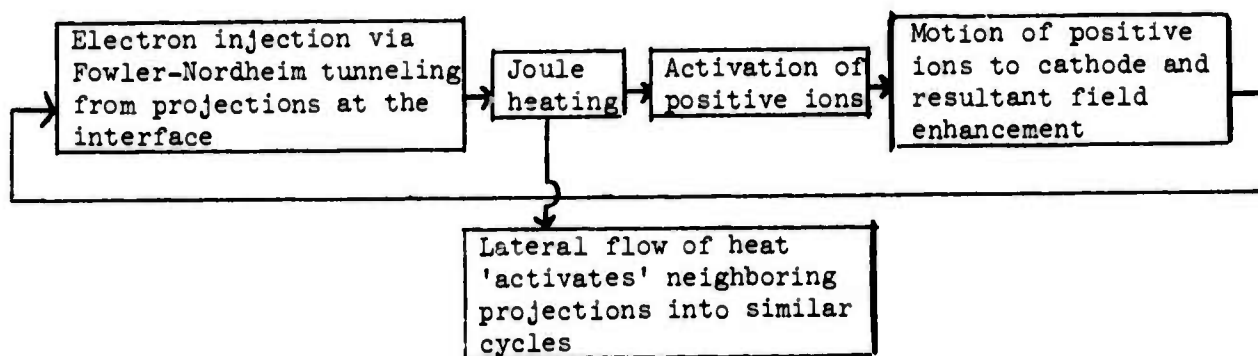 Electron injection via
Fowler-Nordheim tunneling
from projections at the
interface
Joule
heating
Activation of
positive ions
Motion of positive
ions to cathode and
resultant field
enhancement
Lateral flow of heat
'activates' neighboring
projections into similar
cycles